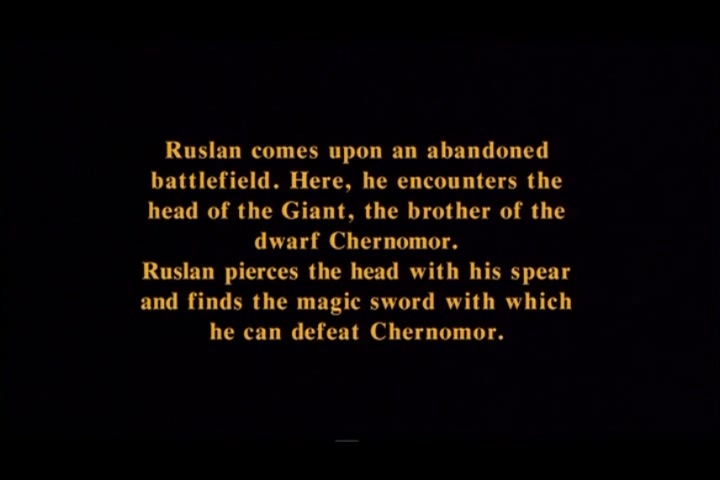 Ruslan comes upon an abandoned
battlefield. Here, he encounters the
head of the Giant, the brother of the
dwarf Chernomor.
Ruslan pierces the head with his spear
and finds the magic sword with which
he can defeat Chernomor.